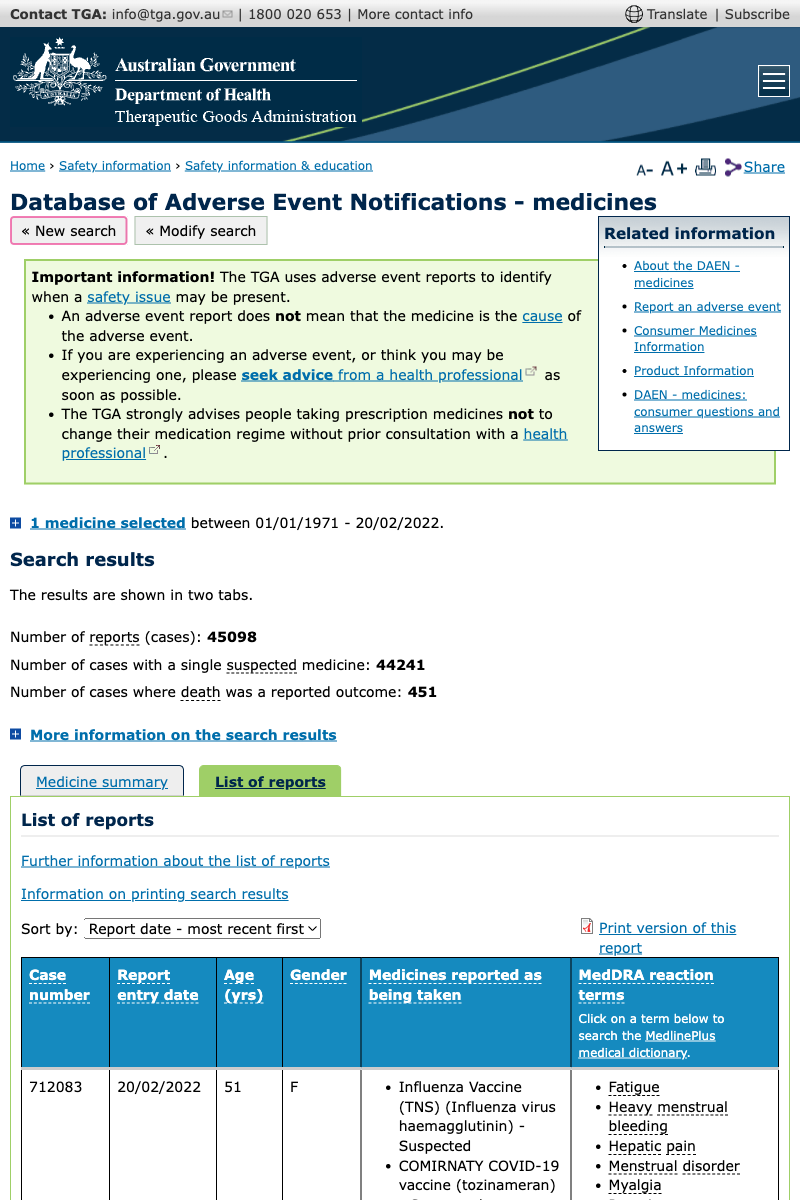 Contact TGA: info@tga.gov.au | 1800 020 653 | More contact info
Translate | Subscribe
Australian Government
Department of Health
Therapeutic Goods Administration
Home › Safety information › Safety information & education
A- A+ Share
Database of Adverse Event Notifications - medicines
« New search
« Modify search
Important information! The TGA uses adverse event reports to identify
when a safety issue may be present.
• An adverse event report does not mean that the medicine is the cause of
the adverse event.
• If you are experiencing an adverse event, or think you may be
experiencing one, please seek advice from a health professional as
soon as possible.
• The TGA strongly advises people taking prescription medicines not to
change their medication regime without prior consultation with a health
professional.
Related information
• About the DAEN -
medicines
• Report an adverse event
• Consumer Medicines
Information
• Product Information
• DAEN - medicines:
consumer questions and
answers
1 medicine selected between 01/01/1971 - 20/02/2022.
Search results
The results are shown in two tabs.
Number of reports (cases): 45098
Number of cases with a single suspected medicine: 44241
Number of cases where death was a reported outcome: 451
More information on the search results
Medicine summary
List of reports
List of reports
Further information about the list of reports
Information on printing search results
Sort by: Report date - most recent first
Print version of this
report
Case
number
Report
entry date
Age
(yrs)
Gender
Medicines reported as
being taken
MedDRA reaction
terms
Click on a term below to
search the MedlinePlus
medical dictionary.
712083
20/02/2022
51
F
• Influenza Vaccine
(TNS) (Influenza virus
haemagglutinin) -
Suspected
• COMIRNATY COVID-19
vaccine (tozinameran)
• Fatigue
• Heavy menstrual
bleeding
• Hepatic pain
• Menstrual disorder
• Myalgia